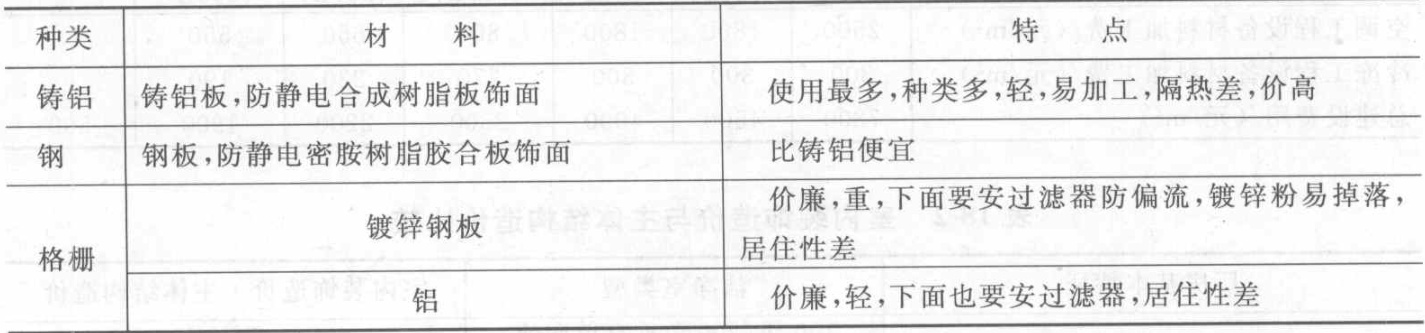 种类 材 料 特 点
铸铝 铸铝板,防静电合成树脂板饰面 使用最多,种类多,轻,易加工,隔热差,价高
钢 钢板,防静电密胺树脂胶合板饰面 比铸铝便宜
格栅 镀锌钢板 价廉,重,下面要安过滤器防偏流,镀锌粉易掉落,
居住性差
铝 价廉,轻,下面也要安过滤器,居住性差